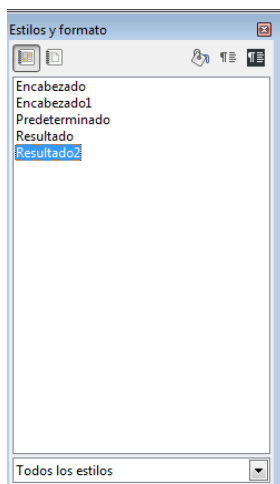 Estilos y formato
Encabezado
Encabezado1
Predeterminado
Resultado
Resultado2
Todos los estilos